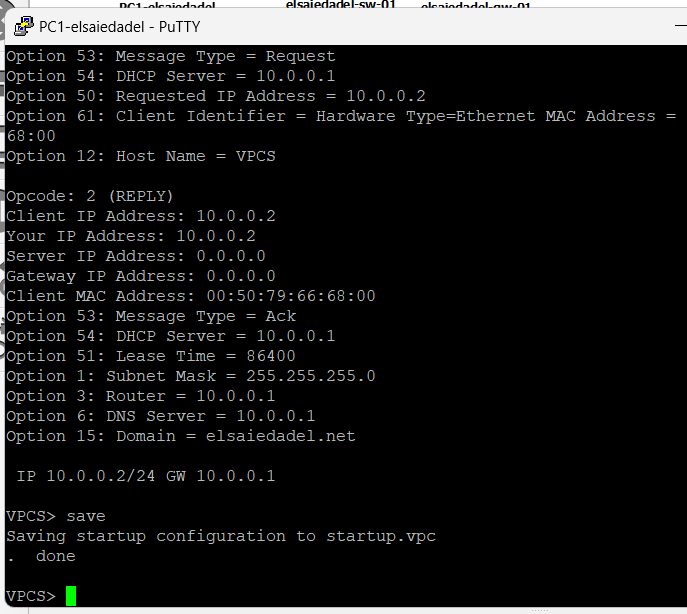 PC1-elsaiedadel
elsaiedadel-sw-01
elsaiedadel-gw-01
PC1-elsaiedadel - PuTTY
Option 53: Message Type = Request
Option 54: DHCP Server = 10.0.0.1
Option 50: Requested IP Address = 10.0.0.2
Option 61: Client Identifier = Hardware Type=Ethernet MAC Address =
68:00
Option 12: Host Name = VPCS
Opcode: 2 (REPLY)
Client IP Address: 10.0.0.2
Your IP Address: 10.0.0.2
Server IP Address: 0.0.0.0
Gateway IP Address: 0.0.0.0
Client MAC Address: 00:50:79:66:68:00
Option 53: Message Type = Ack
Option 54: DHCP Server = 10.0.0.1
Option 51: Lease Time = 86400
Option 1: Subnet Mask = 255.255.255.0
Option 3: Router = 10.0.0.1
Option 6: DNS Server = 10.0.0.1
Option 15: Domain = elsaiedadel.net
IP 10.0.0.2/24 GW 10.0.0.1
VPCS> save
Saving startup configuration to startup.vpc
.  done
VPCS>